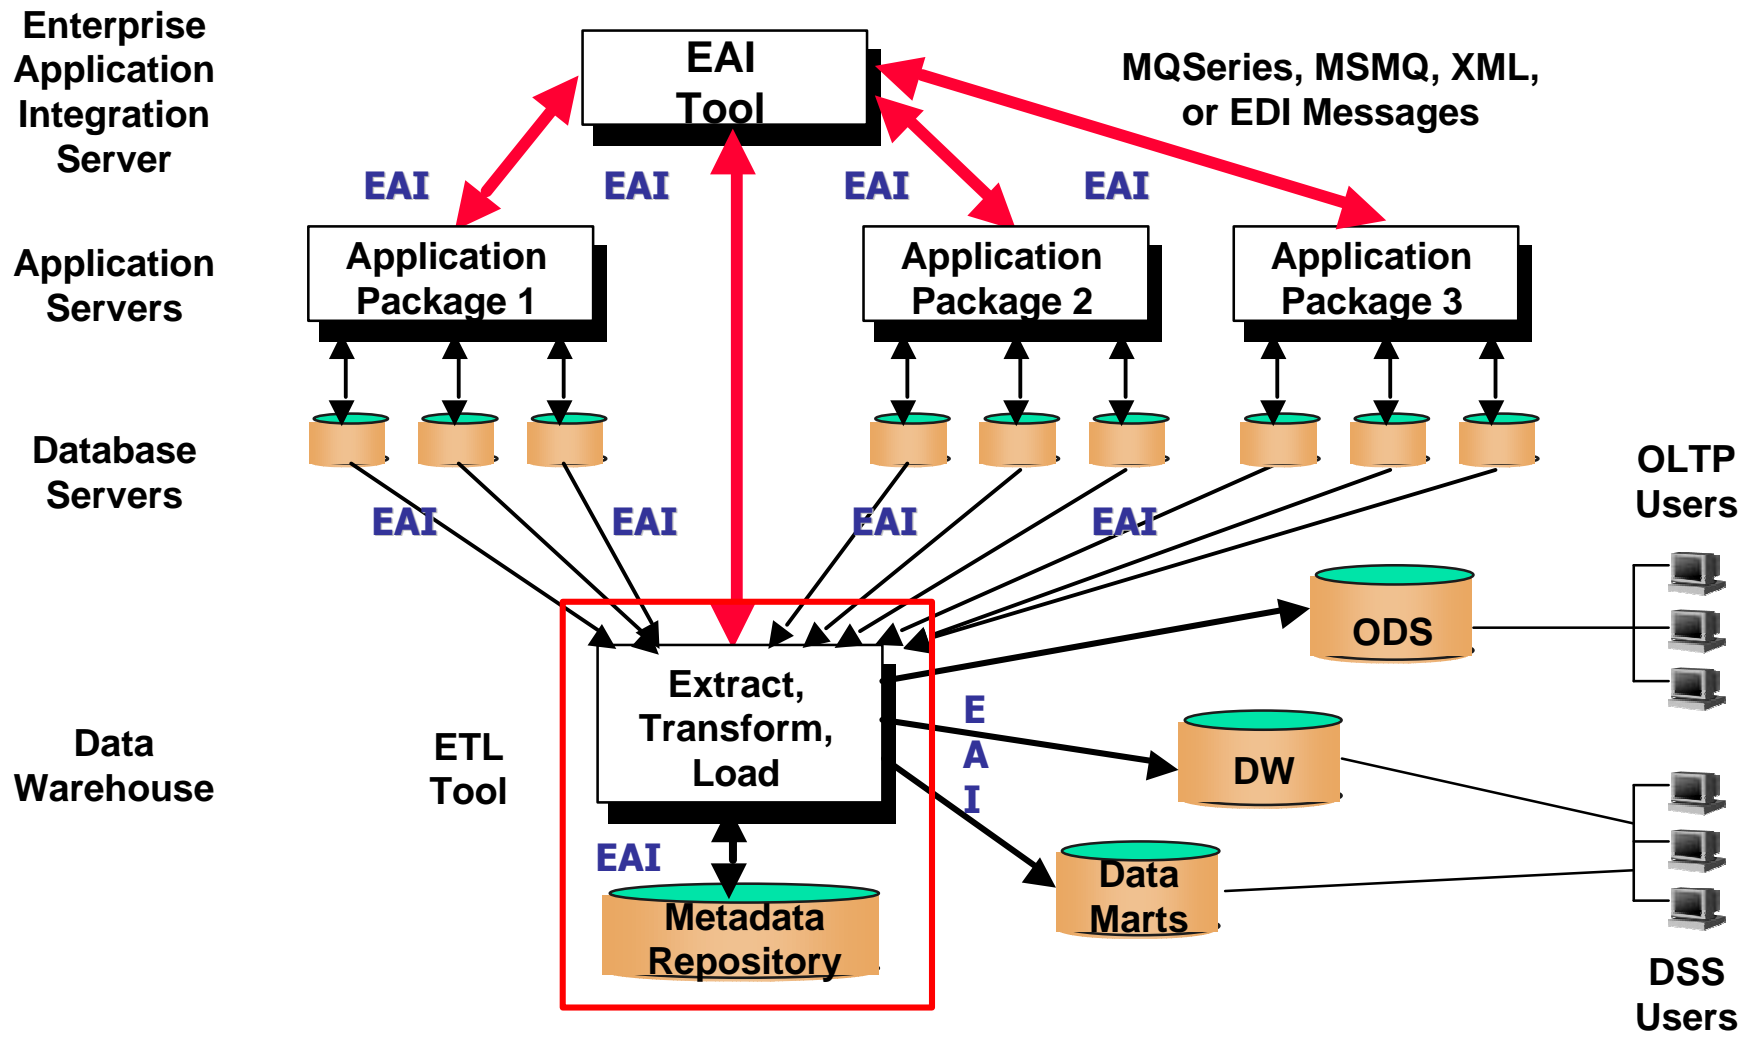 Enterprise
Application
Integration
Server
EAI
Tool
MQSeries, MSMQ, XML,
or EDI Messages
EAI
EAI
EAI
EAI
Application
Servers
Application
Package 1
Application
Package 2
Application
Package 3
Database
Servers
OLTP
Users
EAI
EAI
EAI
EAI
ODS
Data
Warehouse
ETL
Tool
Extract,
Transform,
Load
E
A
I
DW
EAI
Data
Marts
Metadata
Repository
DSS
Users